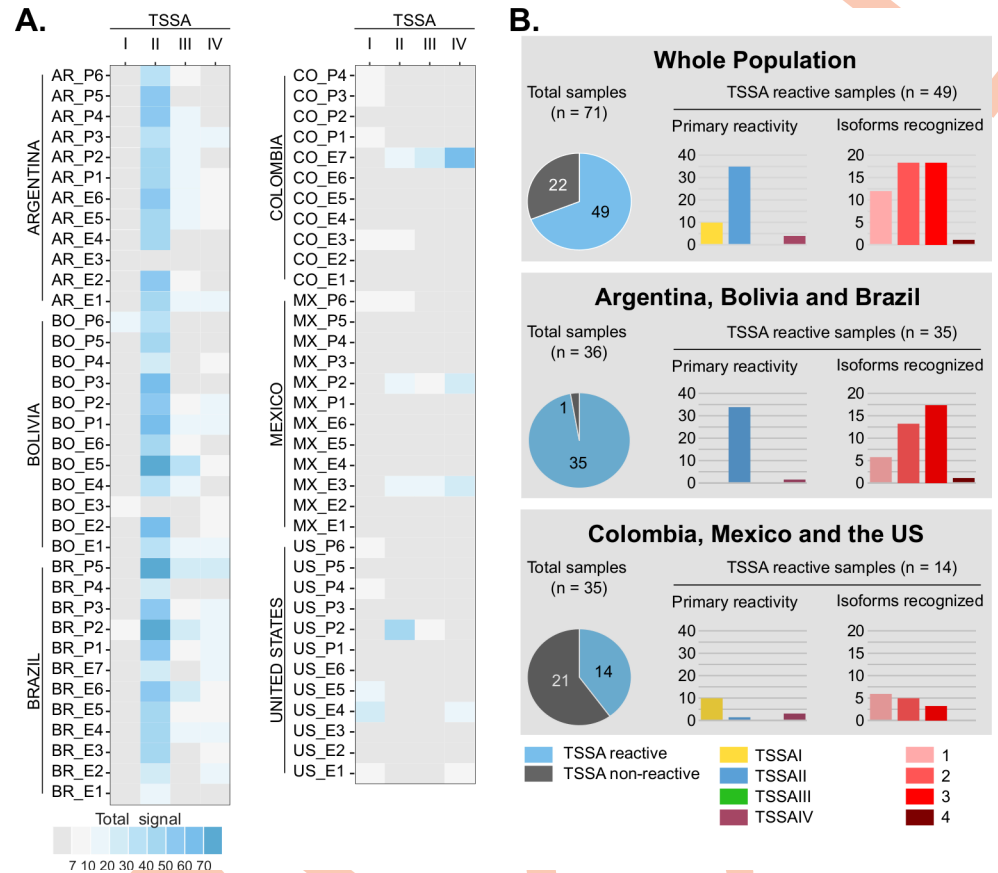 A.
TSSA
I II III IV
ARGENTINA
AR_P6
AR_P5
AR_P4
AR_P3
AR_P2
AR_P1
AR_E6
AR_E5
AR_E4
AR_E3
AR_E2
AR_E1
BOLIVIA
BO_P6
BO_P5
BO_P4
BO_P3
BO_P2
BO_P1
BO_E6
BO_E5
BO_E4
BO_E3
BO_E2
BO_E1
BRAZIL
BR_P5
BR_P4
BR_P3
BR_P2
BR_P1
BR_E7
BR_E6
BR_E5
BR_E4
BR_E3
BR_E2
BR_E1
Total signal
7 10 20 30 40 50 60 70
TSSA
I II III IV
COLOMBIA
CO_P4
CO_P3
CO_P2
CO_P1
CO_E7
CO_E6
CO_E5
CO_E4
CO_E3
CO_E2
CO_E1
MEXICO
MX_P6
MX_P5
MX_P4
MX_P3
MX_P2
MX_P1
MX_E6
MX_E5
MX_E4
MX_E3
MX_E2
MX_E1
UNITED STATES
US_P6
US_P5
US_P4
US_P3
US_P2
US_P1
US_E6
US_E5
US_E4
US_E3
US_E2
US_E1
B.
Whole Population
Total samples
(n = 71)
22
49
TSSA reactive samples (n = 49)
Primary reactivity
40
30
20
10
0
Isoforms recognized
20
15
10
5
0
Argentina, Bolivia and Brazil
Total samples
(n = 36)
1
35
TSSA reactive samples (n = 35)
Primary reactivity
40
30
20
10
0
Isoforms recognized
20
15
10
5
0
Colombia, Mexico and the US
Total samples
(n = 35)
14
21
TSSA reactive samples (n = 14)
Primary reactivity
40
30
20
10
0
Isoforms recognized
20
15
10
5
0
TSSA reactive
TSSA non-reactive
TSSAI
TSSAII
TSSAIII
TSSAIV
1
2
3
4